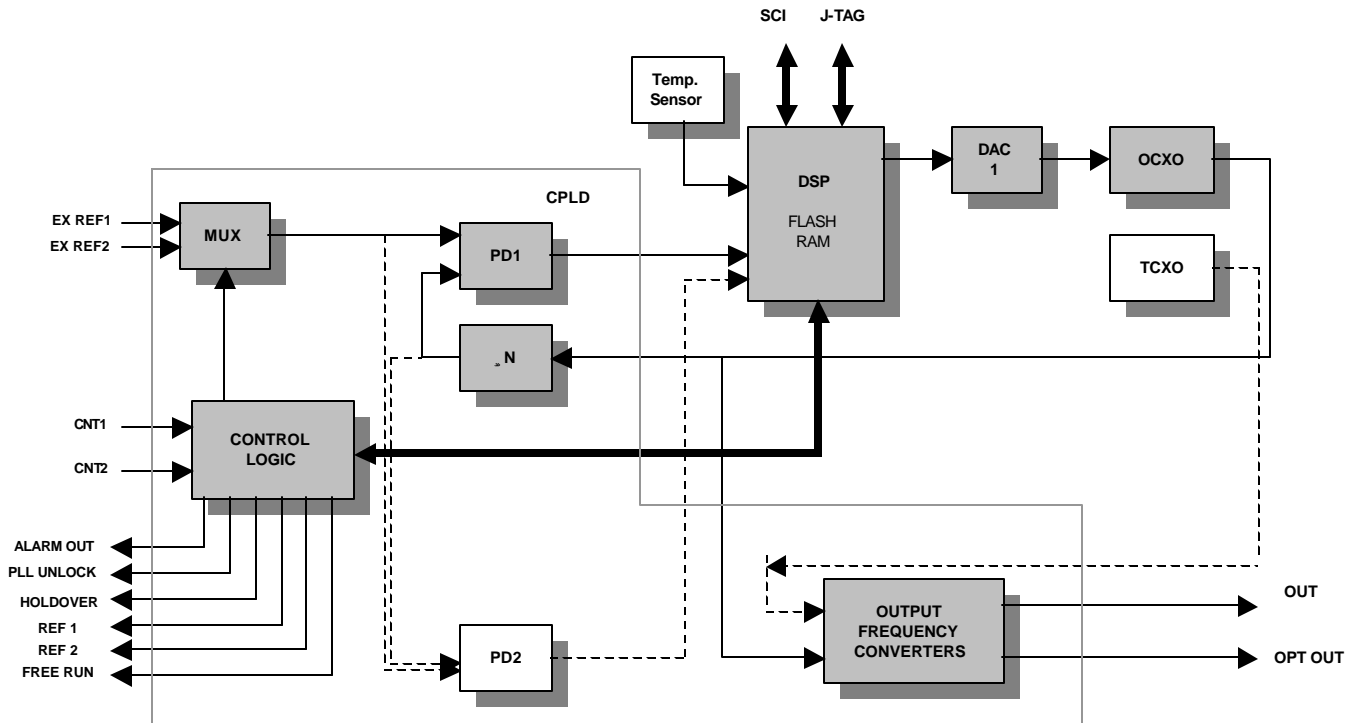 SCI J-TAG
Temp.
Sensor
DSP
FLASH
RAM
DAC
1
OCXO
TCXO
CPLD
EX REF1
EX REF2
MUX
PD1
N
CNT1
CNT2
CONTROL
LOGIC
ALARM OUT
PLL UNLOCK
HOLDOVER
REF 1
REF 2
FREE RUN
PD2
OUTPUT
FREQUENCY
CONVERTERS
OUT
OPT OUT